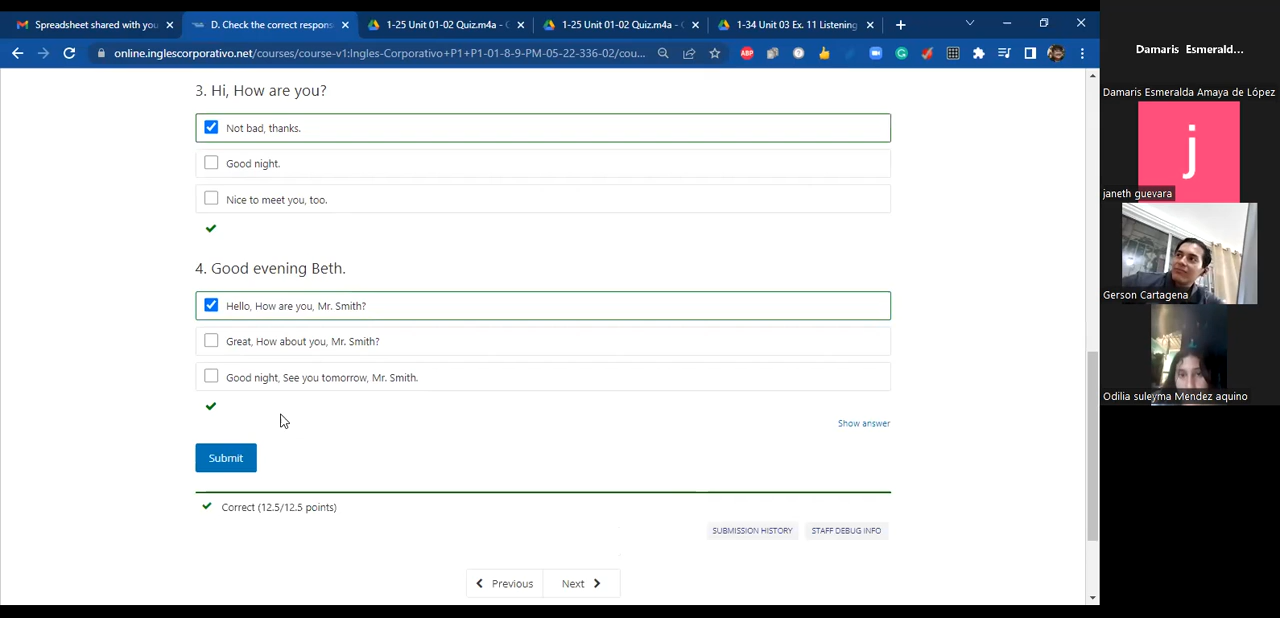 Spreadsheet shared with you
D. Check the correct respons
1-25 Unit 01-02 Quiz.m4a - G
1-25 Unit 01-02 Quiz.m4a - G
1-34 Unit 03 Ex. 11 Listening
online.inglescorporativo.net/courses/course-v1:Ingles-Corporativo+P1+P1-01-8-9-PM-05-22-336-02/cou...
3. Hi, How are you?
Not bad, thanks.
Good night.
Nice to meet you, too.
4. Good evening Beth.
Hello, How are you, Mr. Smith?
Great, How about you, Mr. Smith?
Good night, See you tomorrow, Mr. Smith.
Show answer
Submit
Correct (12.5/12.5 points)
SUBMISSION HISTORY
STAFF DEBUG INFO
Previous
Next
Damaris Esmerald...
Damaris Esmeralda Amaya de López
j
janeth guevara
Gerson Cartagena
Odilia suleyma Mendez aquino